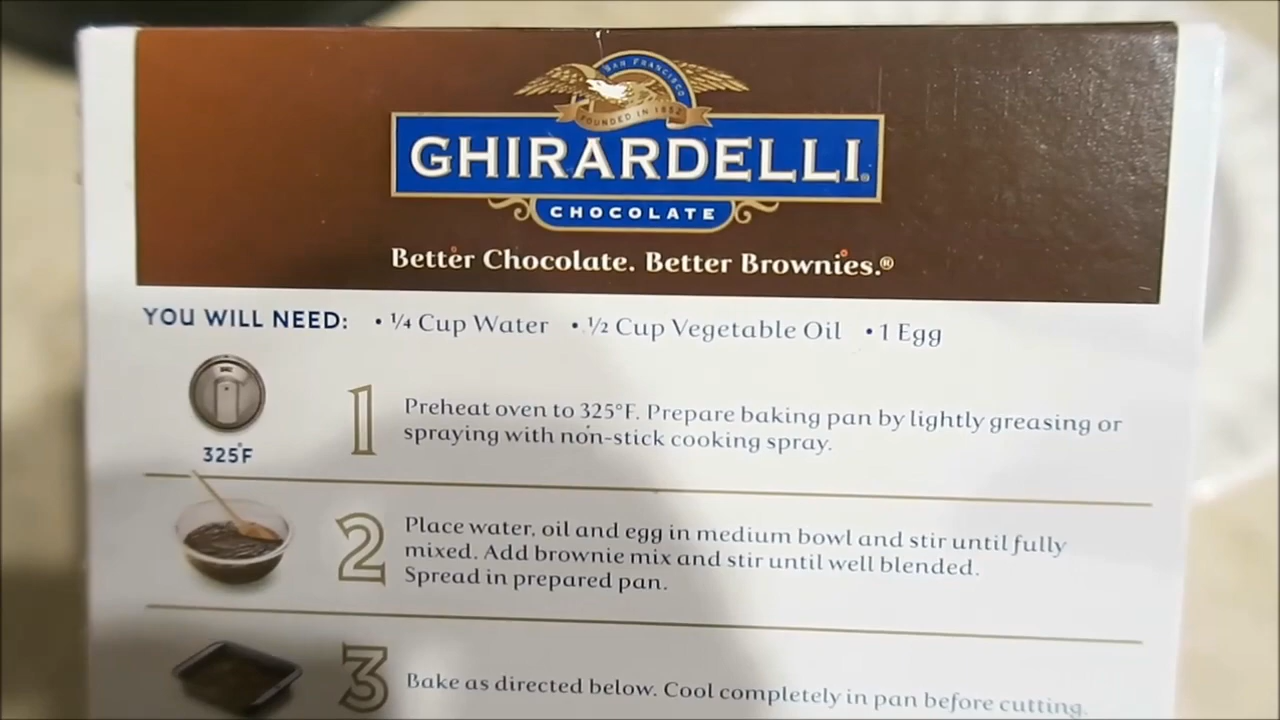 SAN FRANCISCO
FOUNDED IN 1852
GHIRARDELLI®
CHOCOLATE
Better Chocolate. Better Brownies.®
YOU WILL NEED: • ¼ Cup Water • ½ Cup Vegetable Oil • 1 Egg
325°F
1
Preheat oven to 325°F. Prepare baking pan by lightly greasing or
spraying with non-stick cooking spray.
2
Place water, oil and egg in medium bowl and stir until fully
mixed. Add brownie mix and stir until well blended.
Spread in prepared pan.
3
Bake as directed below. Cool completely in pan before cutting.